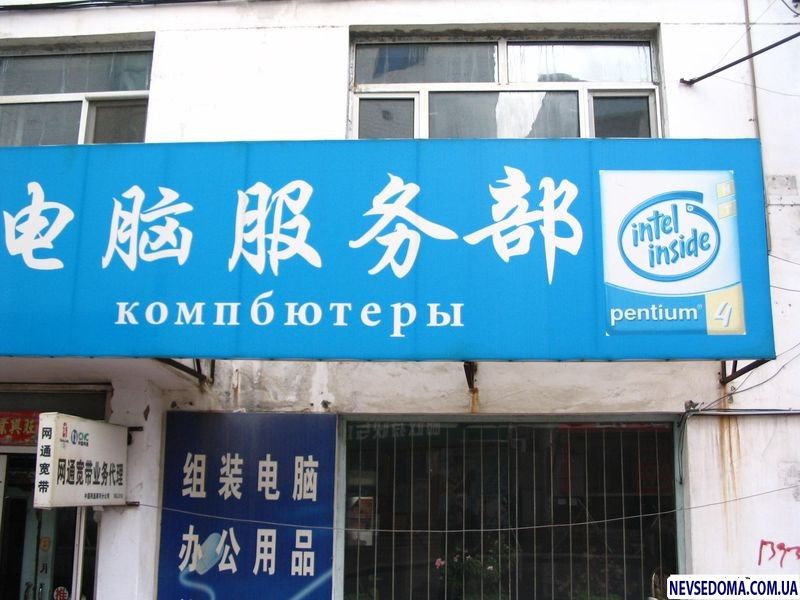 电脑服务部
компбютеры
intel
inside
pentium
4
网通宽带
CNC
网通宽带业务代理
组装电脑
办公用品
NEVSEDOMA.COM.UA